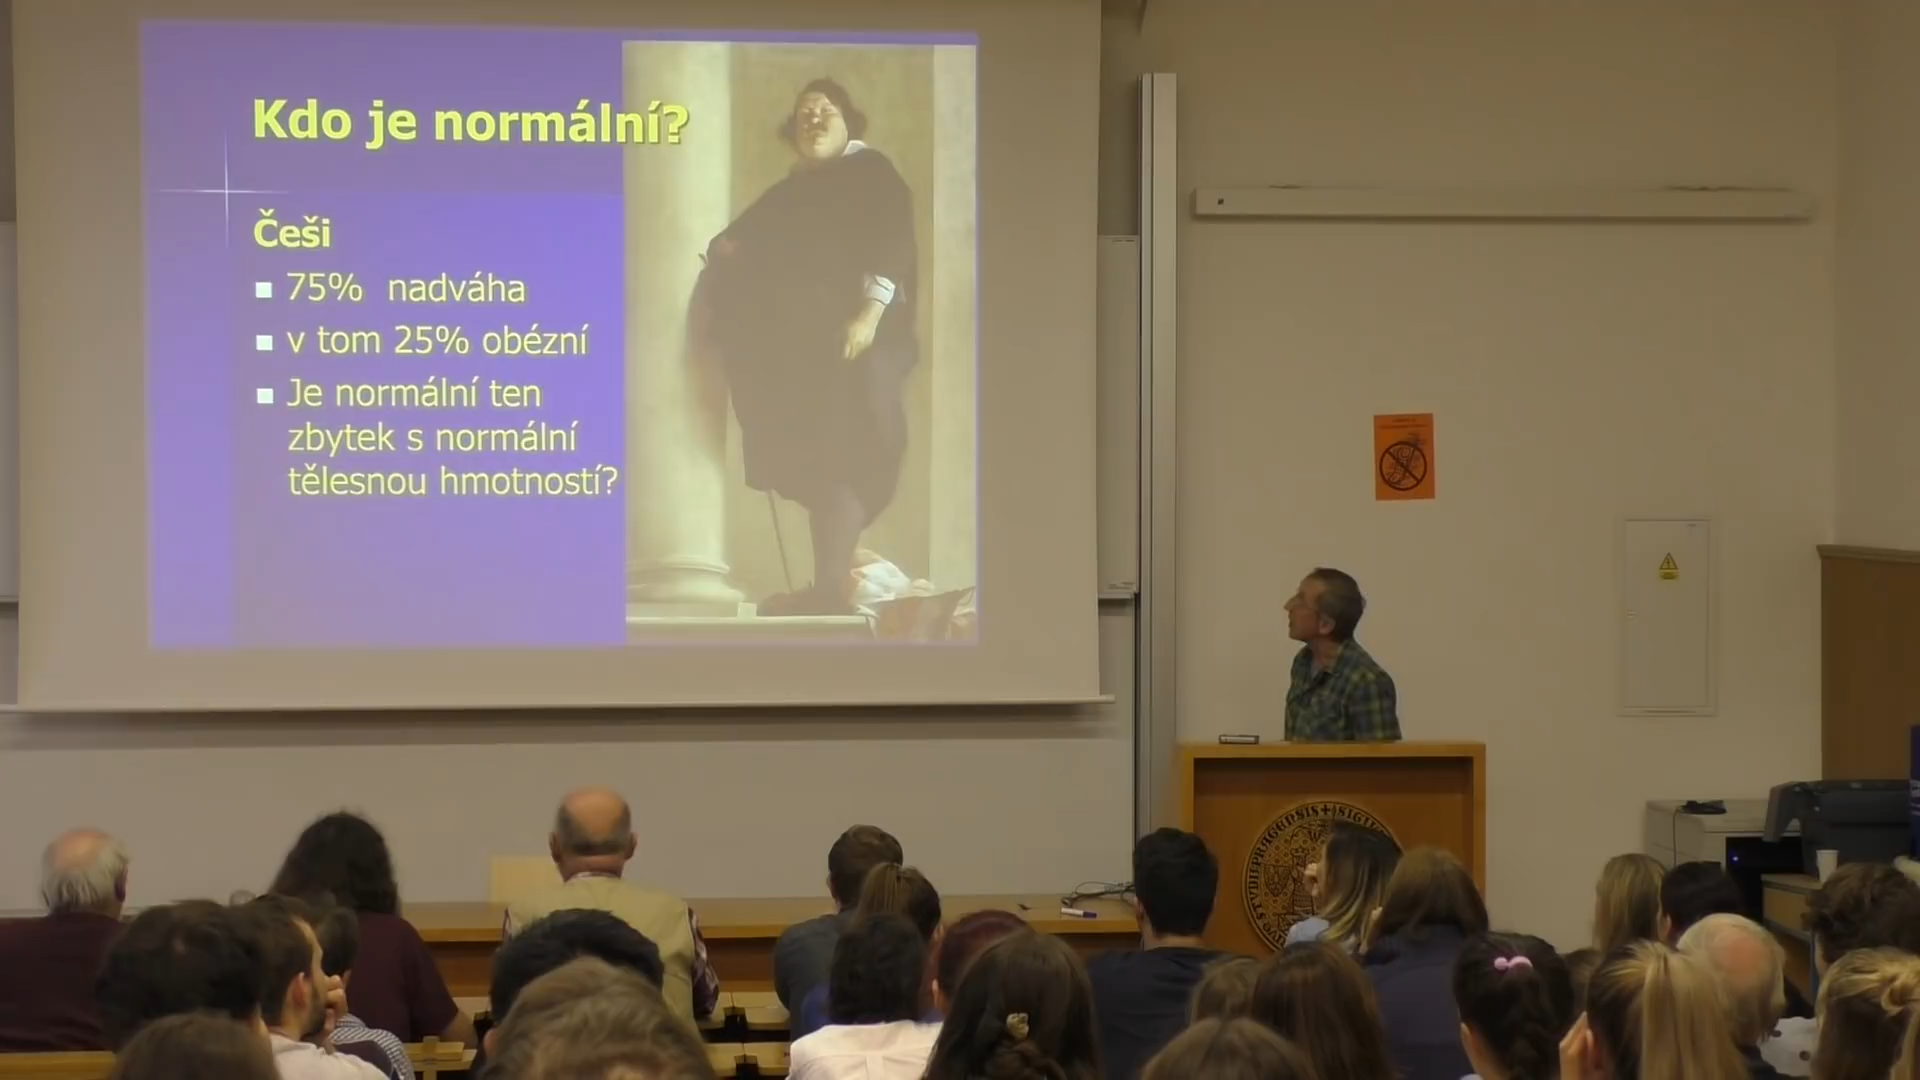 Kdo je normální?
Češi
75% nadváha
v tom 25% obézní
Je normální ten
zbytek s normální
tělesnou hmotností?